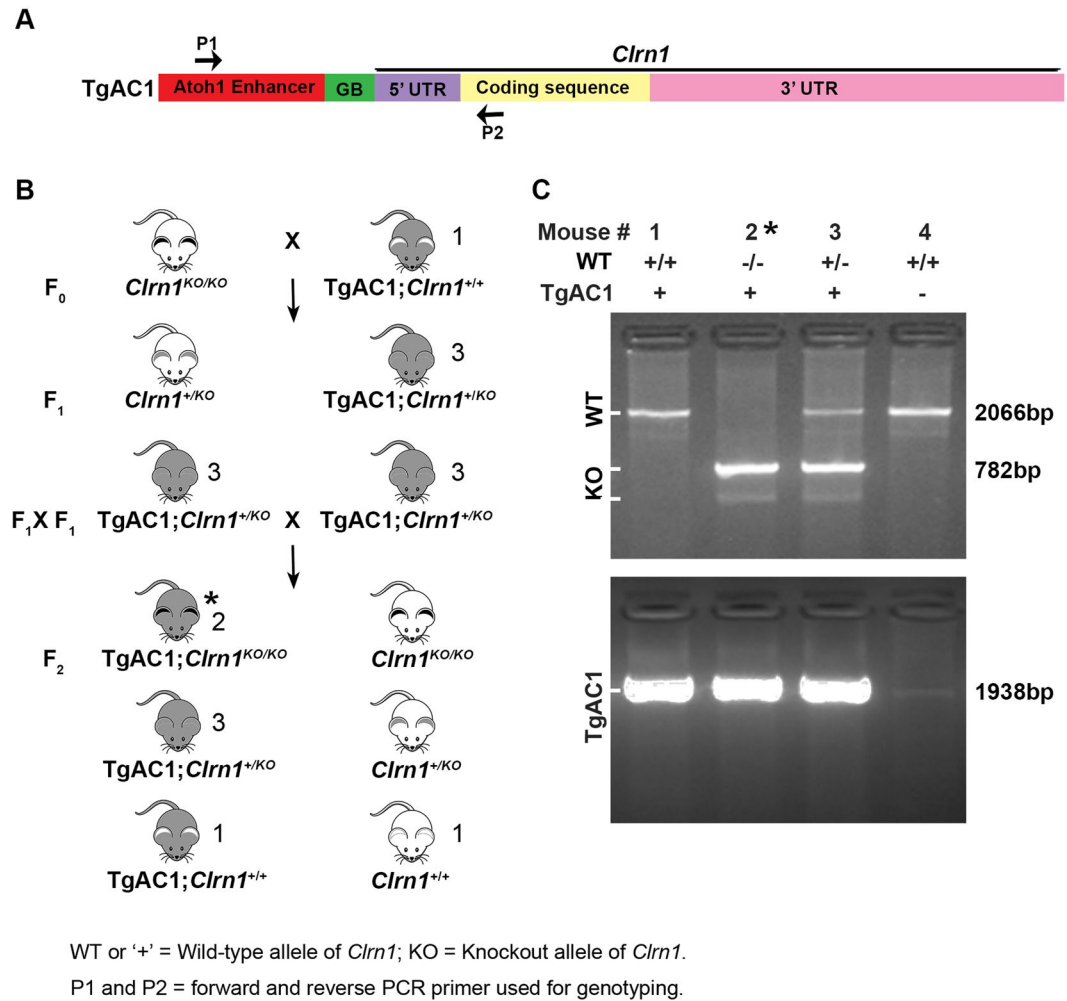 A
P1
Clrn1
TgAC1
Atoh1 Enhancer GB 5' UTR Coding sequence 3' UTR
P2
B
X
1
F0 Clrn1KO/KO TgAC1;Clrn1+/+
3
F1 Clrn1+/KO TgAC1;Clrn1+/KO
3 3
F1X F1 TgAC1;Clrn1+/KO X TgAC1;Clrn1+/KO
*
2
F2 TgAC1;Clrn1KO/KO Clrn1KO/KO
3
TgAC1;Clrn1+/KO Clrn1+/KO
1 1
TgAC1;Clrn1+/+ Clrn1+/+
C
Mouse # 1 2* 3 4
WT +/+ -/- +/- +/+
TgAC1 + + + -
WT 2066bp
KO 782bp
TgAC1 1938bp
WT or '+' = Wild-type allele of Clrn1; KO = Knockout allele of Clrn1.
P1 and P2 = forward and reverse PCR primer used for genotyping.